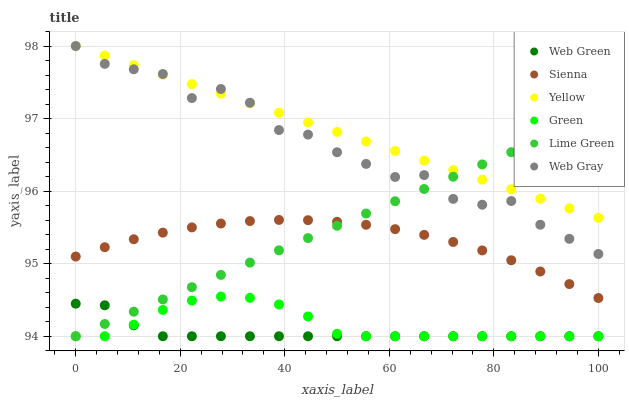 title
98
97
96
95
94
0
20
40
60
80
100
yaxis_label
xaxis_label
Web Green
Sienna
Yellow
Green
Lime Green
Web Gray